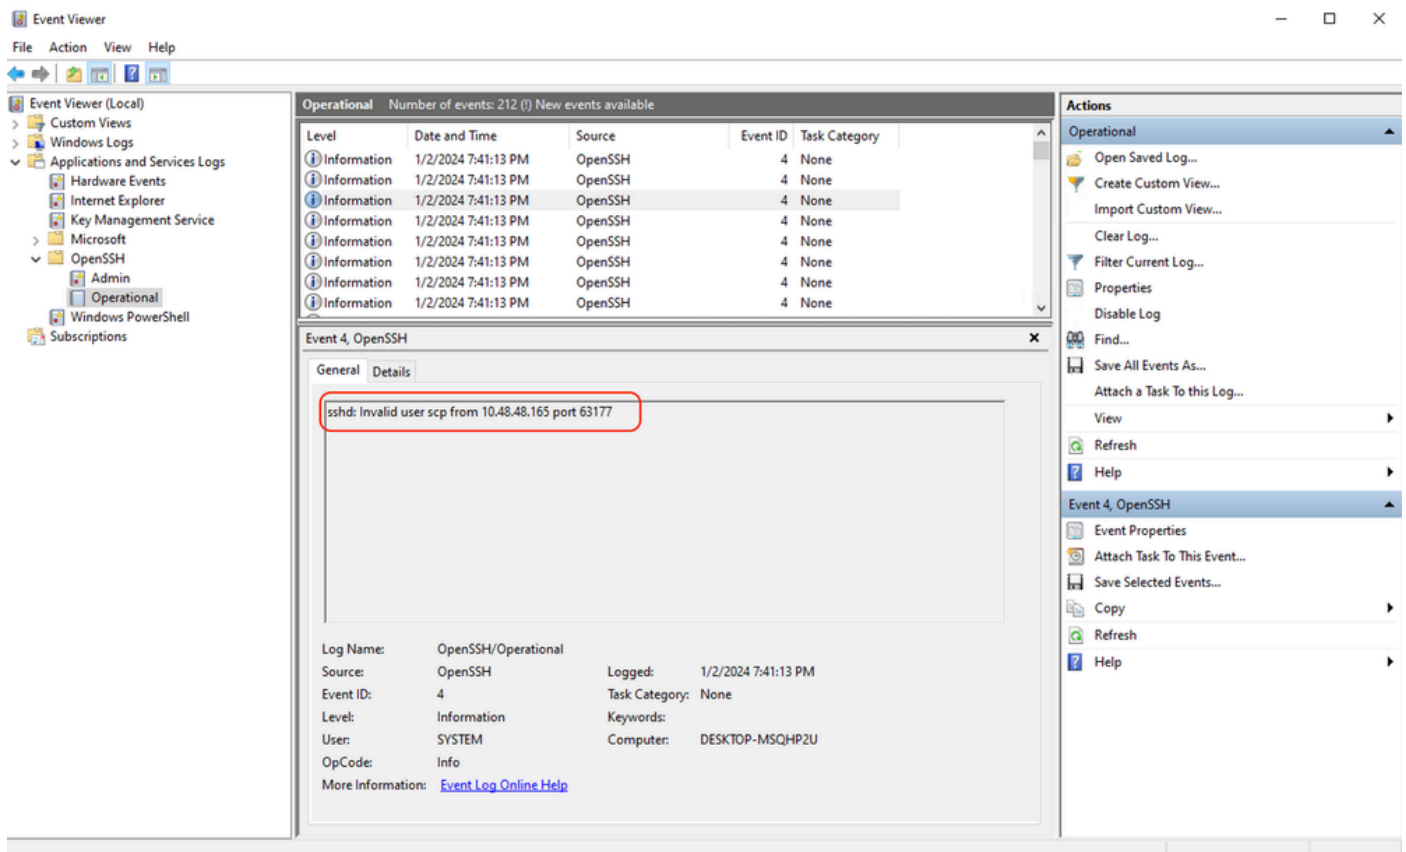 Event Viewer
File Action View Help
Event Viewer (Local)
Custom Views
Windows Logs
Applications and Services Logs
Hardware Events
Internet Explorer
Key Management Service
Microsoft
OpenSSH
Admin
Operational
Windows PowerShell
Subscriptions
Operational Number of events: 212 (!) New events available
Level Date and Time Source Event ID Task Category
Information 1/2/2024 7:41:13 PM OpenSSH 4 None
Information 1/2/2024 7:41:13 PM OpenSSH 4 None
Information 1/2/2024 7:41:13 PM OpenSSH 4 None
Information 1/2/2024 7:41:13 PM OpenSSH 4 None
Information 1/2/2024 7:41:13 PM OpenSSH 4 None
Information 1/2/2024 7:41:13 PM OpenSSH 4 None
Information 1/2/2024 7:41:13 PM OpenSSH 4 None
Information 1/2/2024 7:41:13 PM OpenSSH 4 None
Event 4, OpenSSH
General Details
sshd: Invalid user scp from 10.48.48.165 port 63177
Log Name: OpenSSH/Operational
Source: OpenSSH Logged: 1/2/2024 7:41:13 PM
Event ID: 4 Task Category: None
Level: Information Keywords:
User: SYSTEM Computer: DESKTOP-MSQHP2U
OpCode: Info
More Information: Event Log Online Help
Actions
Operational
Open Saved Log...
Create Custom View...
Import Custom View...
Clear Log...
Filter Current Log...
Properties
Disable Log
Find...
Save All Events As...
Attach a Task To this Log...
View
Refresh
Help
Event 4, OpenSSH
Event Properties
Attach Task To This Event...
Save Selected Events...
Copy
Refresh
Help